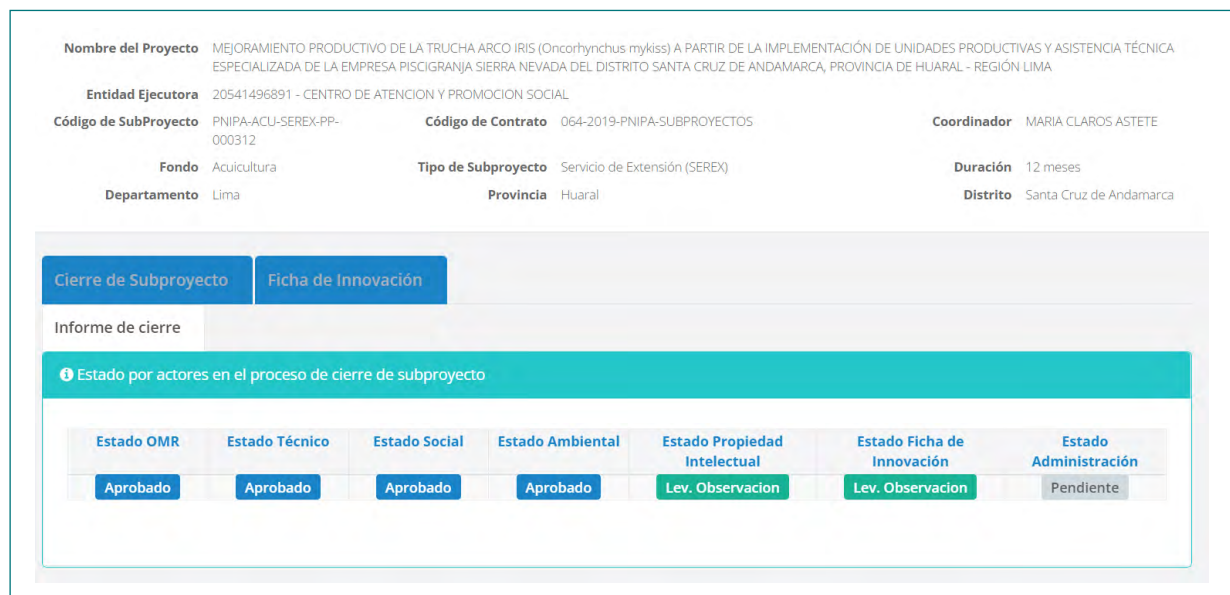 Nombre del Proyecto MEJORAMIENTO PRODUCTIVO DE LA TRUCHA ARCO IRIS (Oncorhynchus mykiss) A PARTIR DE LA IMPLEMENTACIÓN DE UNIDADES PRODUCTIVAS Y ASISTENCIA TÉCNICA
ESPECIALIZADA DE LA EMPRESA PISCIGRANJA SIERRA NEVADA DEL DISTRITO SANTA CRUZ DE ANDAMARCA, PROVINCIA DE HUARAL - REGIÓN LIMA
Entidad Ejecutora 20541496891 - CENTRO DE ATENCION Y PROMOCION SOCIAL
Código de SubProyecto PNIPA-ACU-SEREX-PP- Código de Contrato 064-2019-PNIPA-SUBPROYECTOS Coordinador MARIA CLAROS ASTETE
000312
Fondo Acuicultura Tipo de Subproyecto Servicio de Extensión (SEREX) Duración 12 meses
Departamento Lima Provincia Huaral Distrito Santa Cruz de Andamarca
Cierre de Subproyecto Ficha de Innovación
Informe de cierre
Estado por actores en el proceso de cierre de subproyecto
Estado OMR Estado Técnico Estado Social Estado Ambiental Estado Propiedad Estado Ficha de Estado
Intelectual Innovación Administración
Aprobado Aprobado Aprobado Aprobado Lev. Observacion Lev. Observacion Pendiente